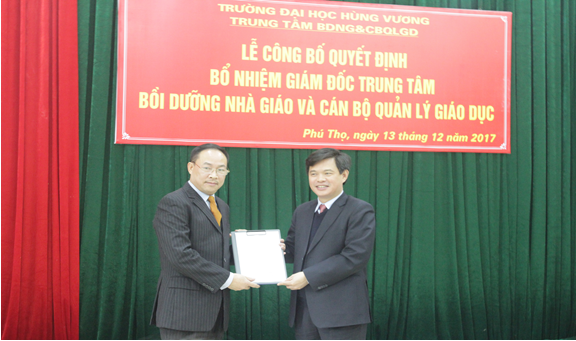 TRƯỜNG ĐẠI HỌC HÙNG VƯƠNG
TRUNG TÂM BDNG&CBQLGD
LỄ CÔNG BỐ QUYẾT ĐỊNH
BỔ NHIỆM GIÁM ĐỐC TRUNG TÂM
BỒI DƯỠNG NHÀ GIÁO VÀ CÁN BỘ QUẢN LÝ GIÁO DỤC
Phú Thọ, ngày 13 tháng 12 năm 2017